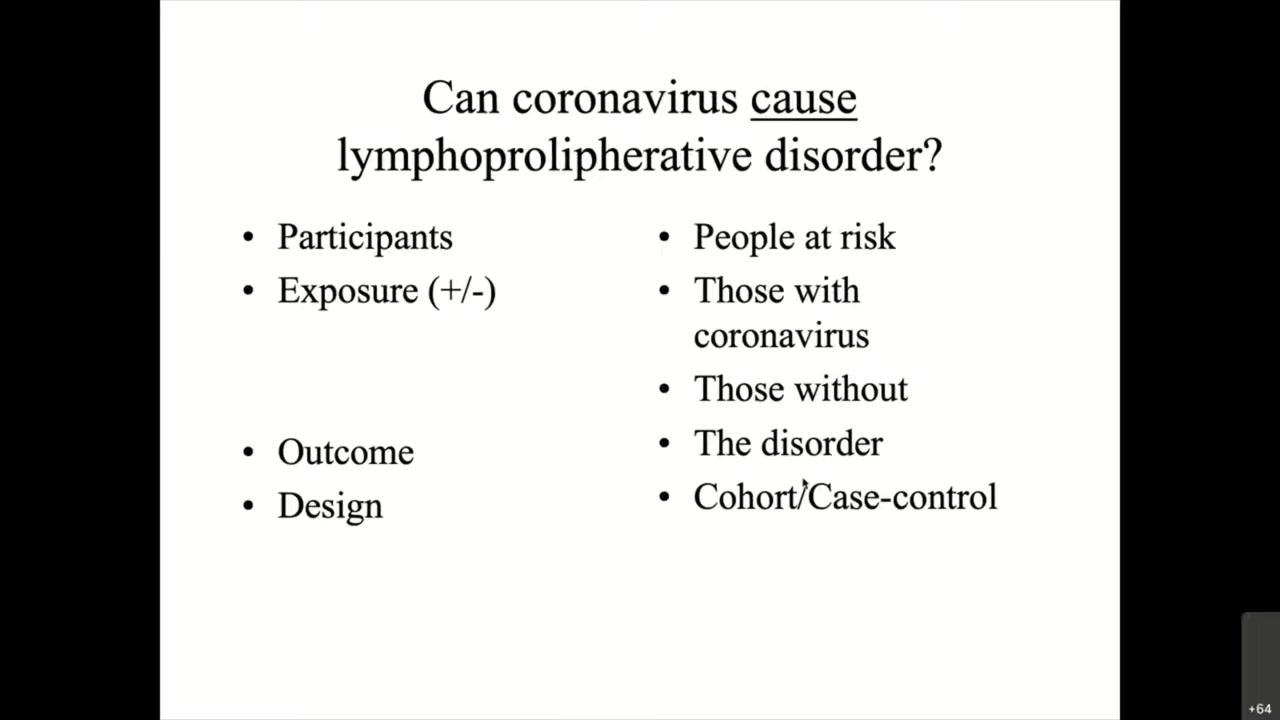 Can coronavirus cause
lymphoprolipherative disorder?
• Participants
• Exposure (+/-)
• Outcome
• Design
• People at risk
• Those with
coronavirus
• Those without
• The disorder
• Cohort/Case-control
+64